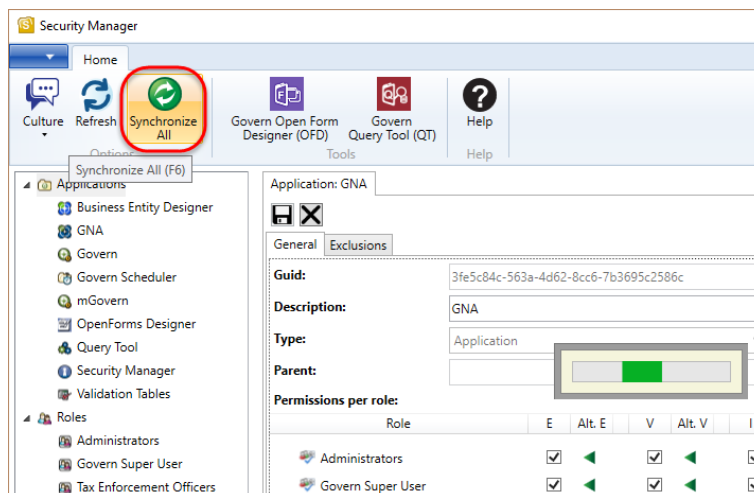 Security Manager
Home
Culture
Refresh
Synchronize
All
Govern Open Form
Designer (OFD)
Govern
Query Tool (QT)
Help
Options
Tools
Help
Synchronize All (F6)
Applications
Business Entity Designer
GNA
Govern
Govern Scheduler
mGovern
OpenForms Designer
Query Tool
Security Manager
Validation Tables
Roles
Administrators
Govern Super User
Tax Enforcement Officers
Application: GNA
General
Exclusions
Guid:
3fe5c84c-563a-4d62-8cc6-7b3695c2586c
Description:
GNA
Type:
Application
Parent:
Permissions per role:
Role E Alt. E V Alt. V I
Administrators
Govern Super User